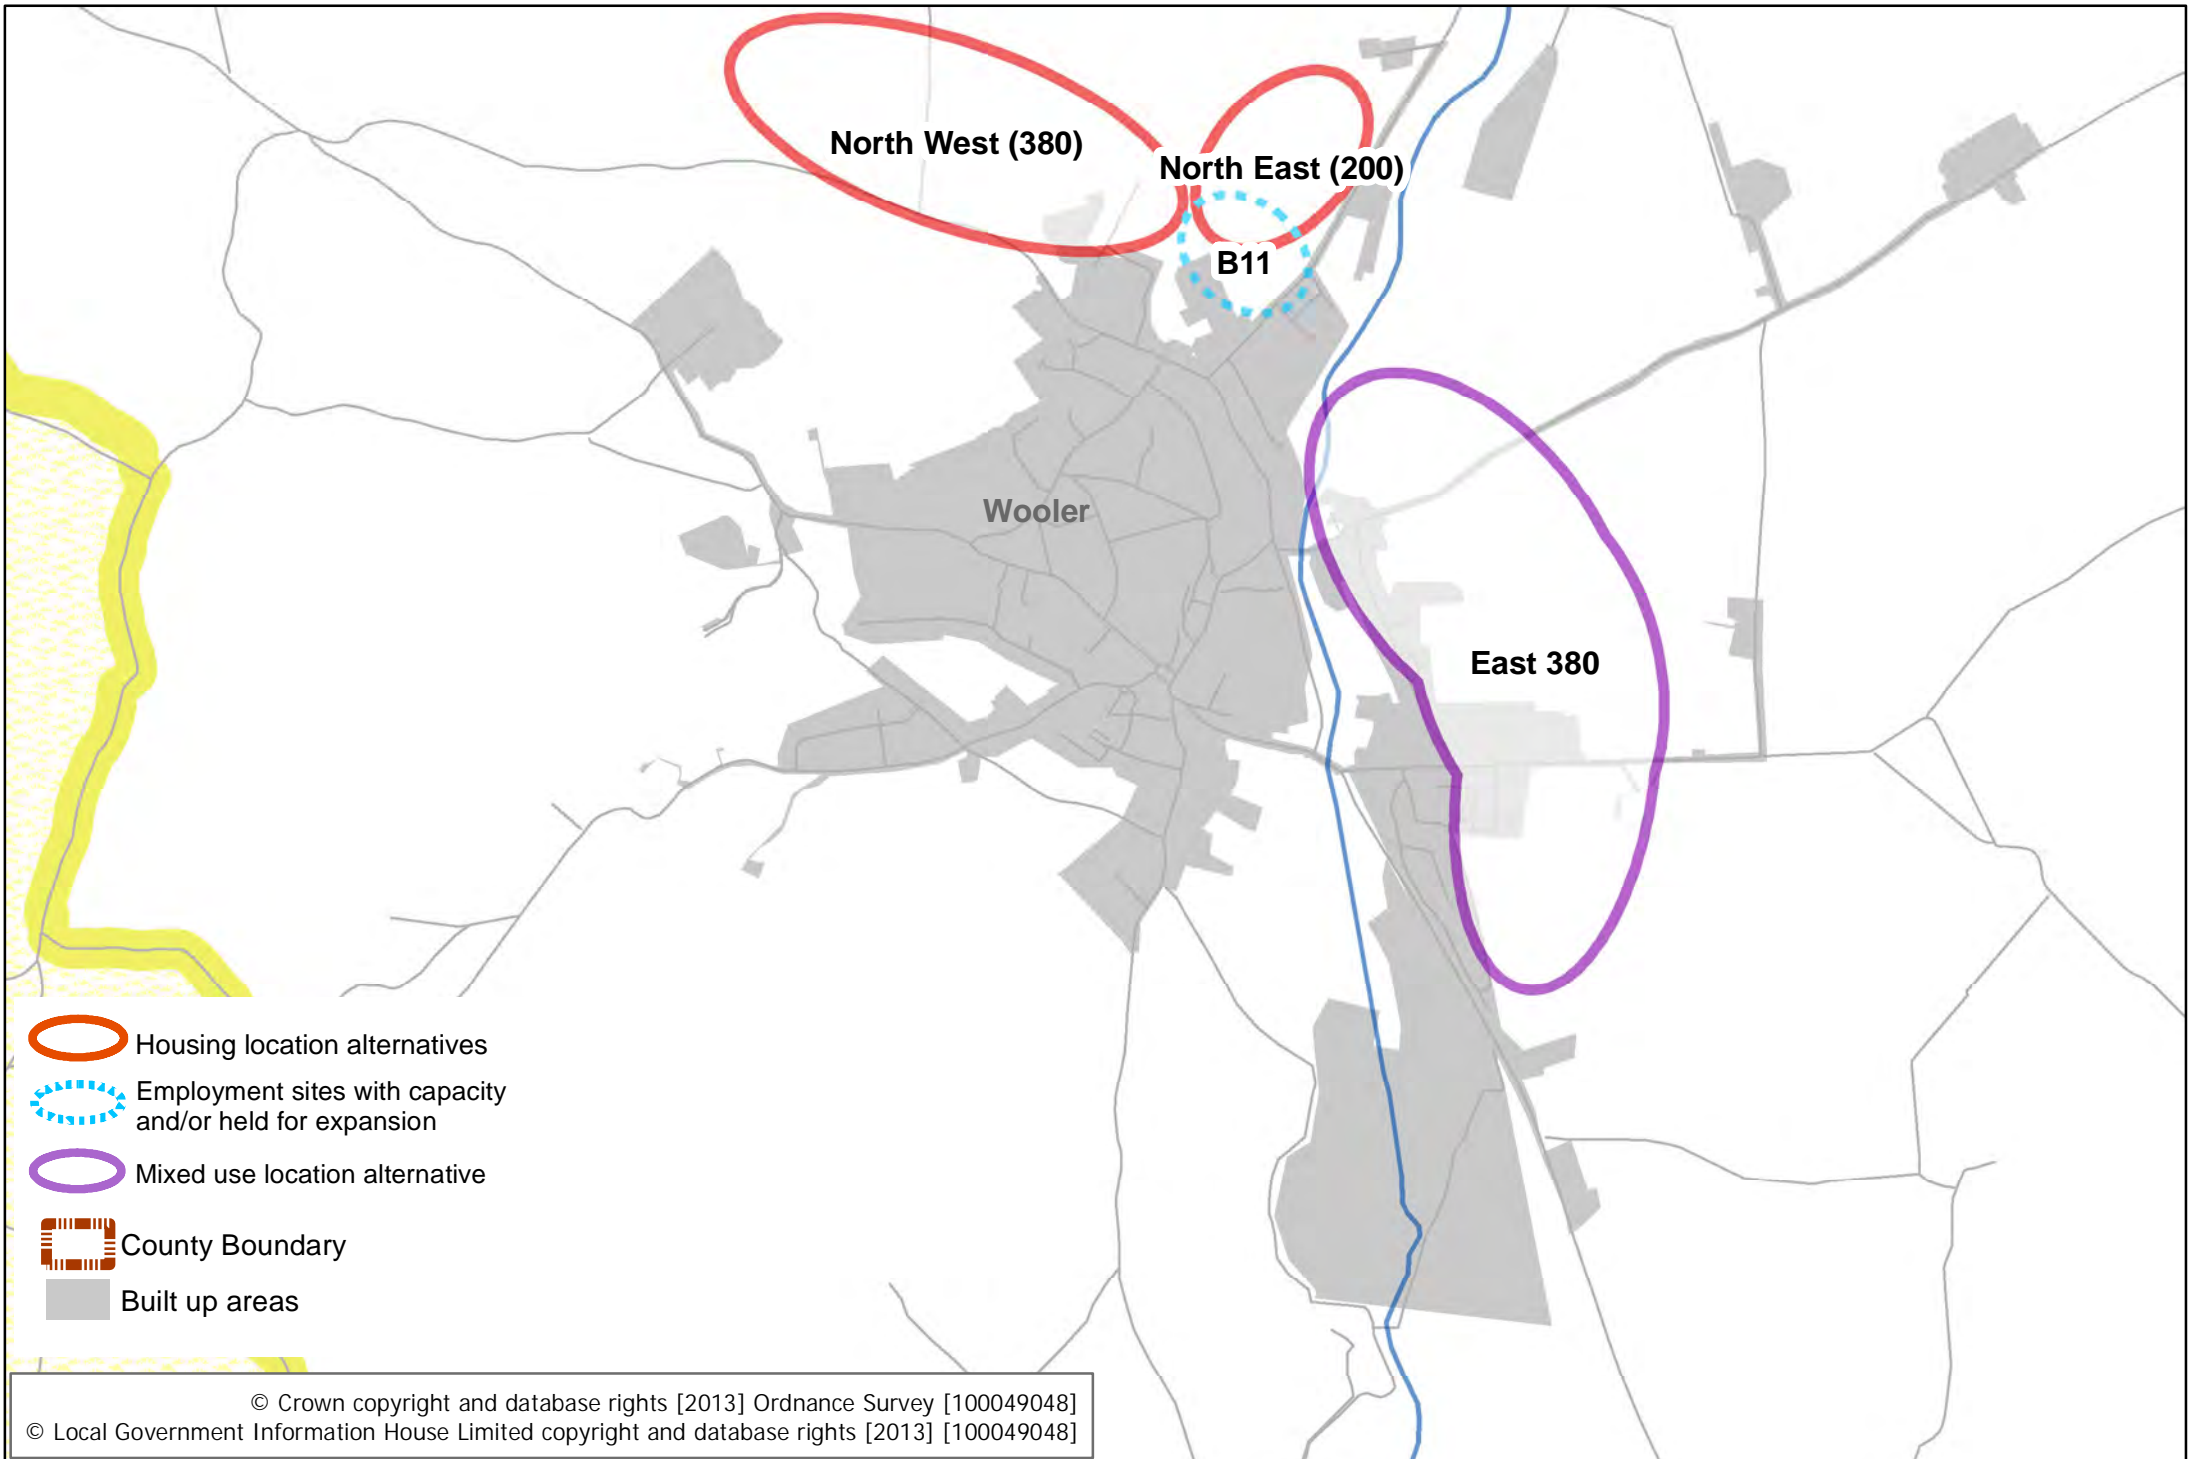 North West (380)
North East (200)
B11
Wooler
East 380
Housing location alternatives
Employment sites with capacity
and/or held for expansion
Mixed use location alternative
County Boundary
Built up areas
© Crown copyright and database rights [2013] Ordnance Survey [100049048]
© Local Government Information House Limited copyright and database rights [2013] [100049048]